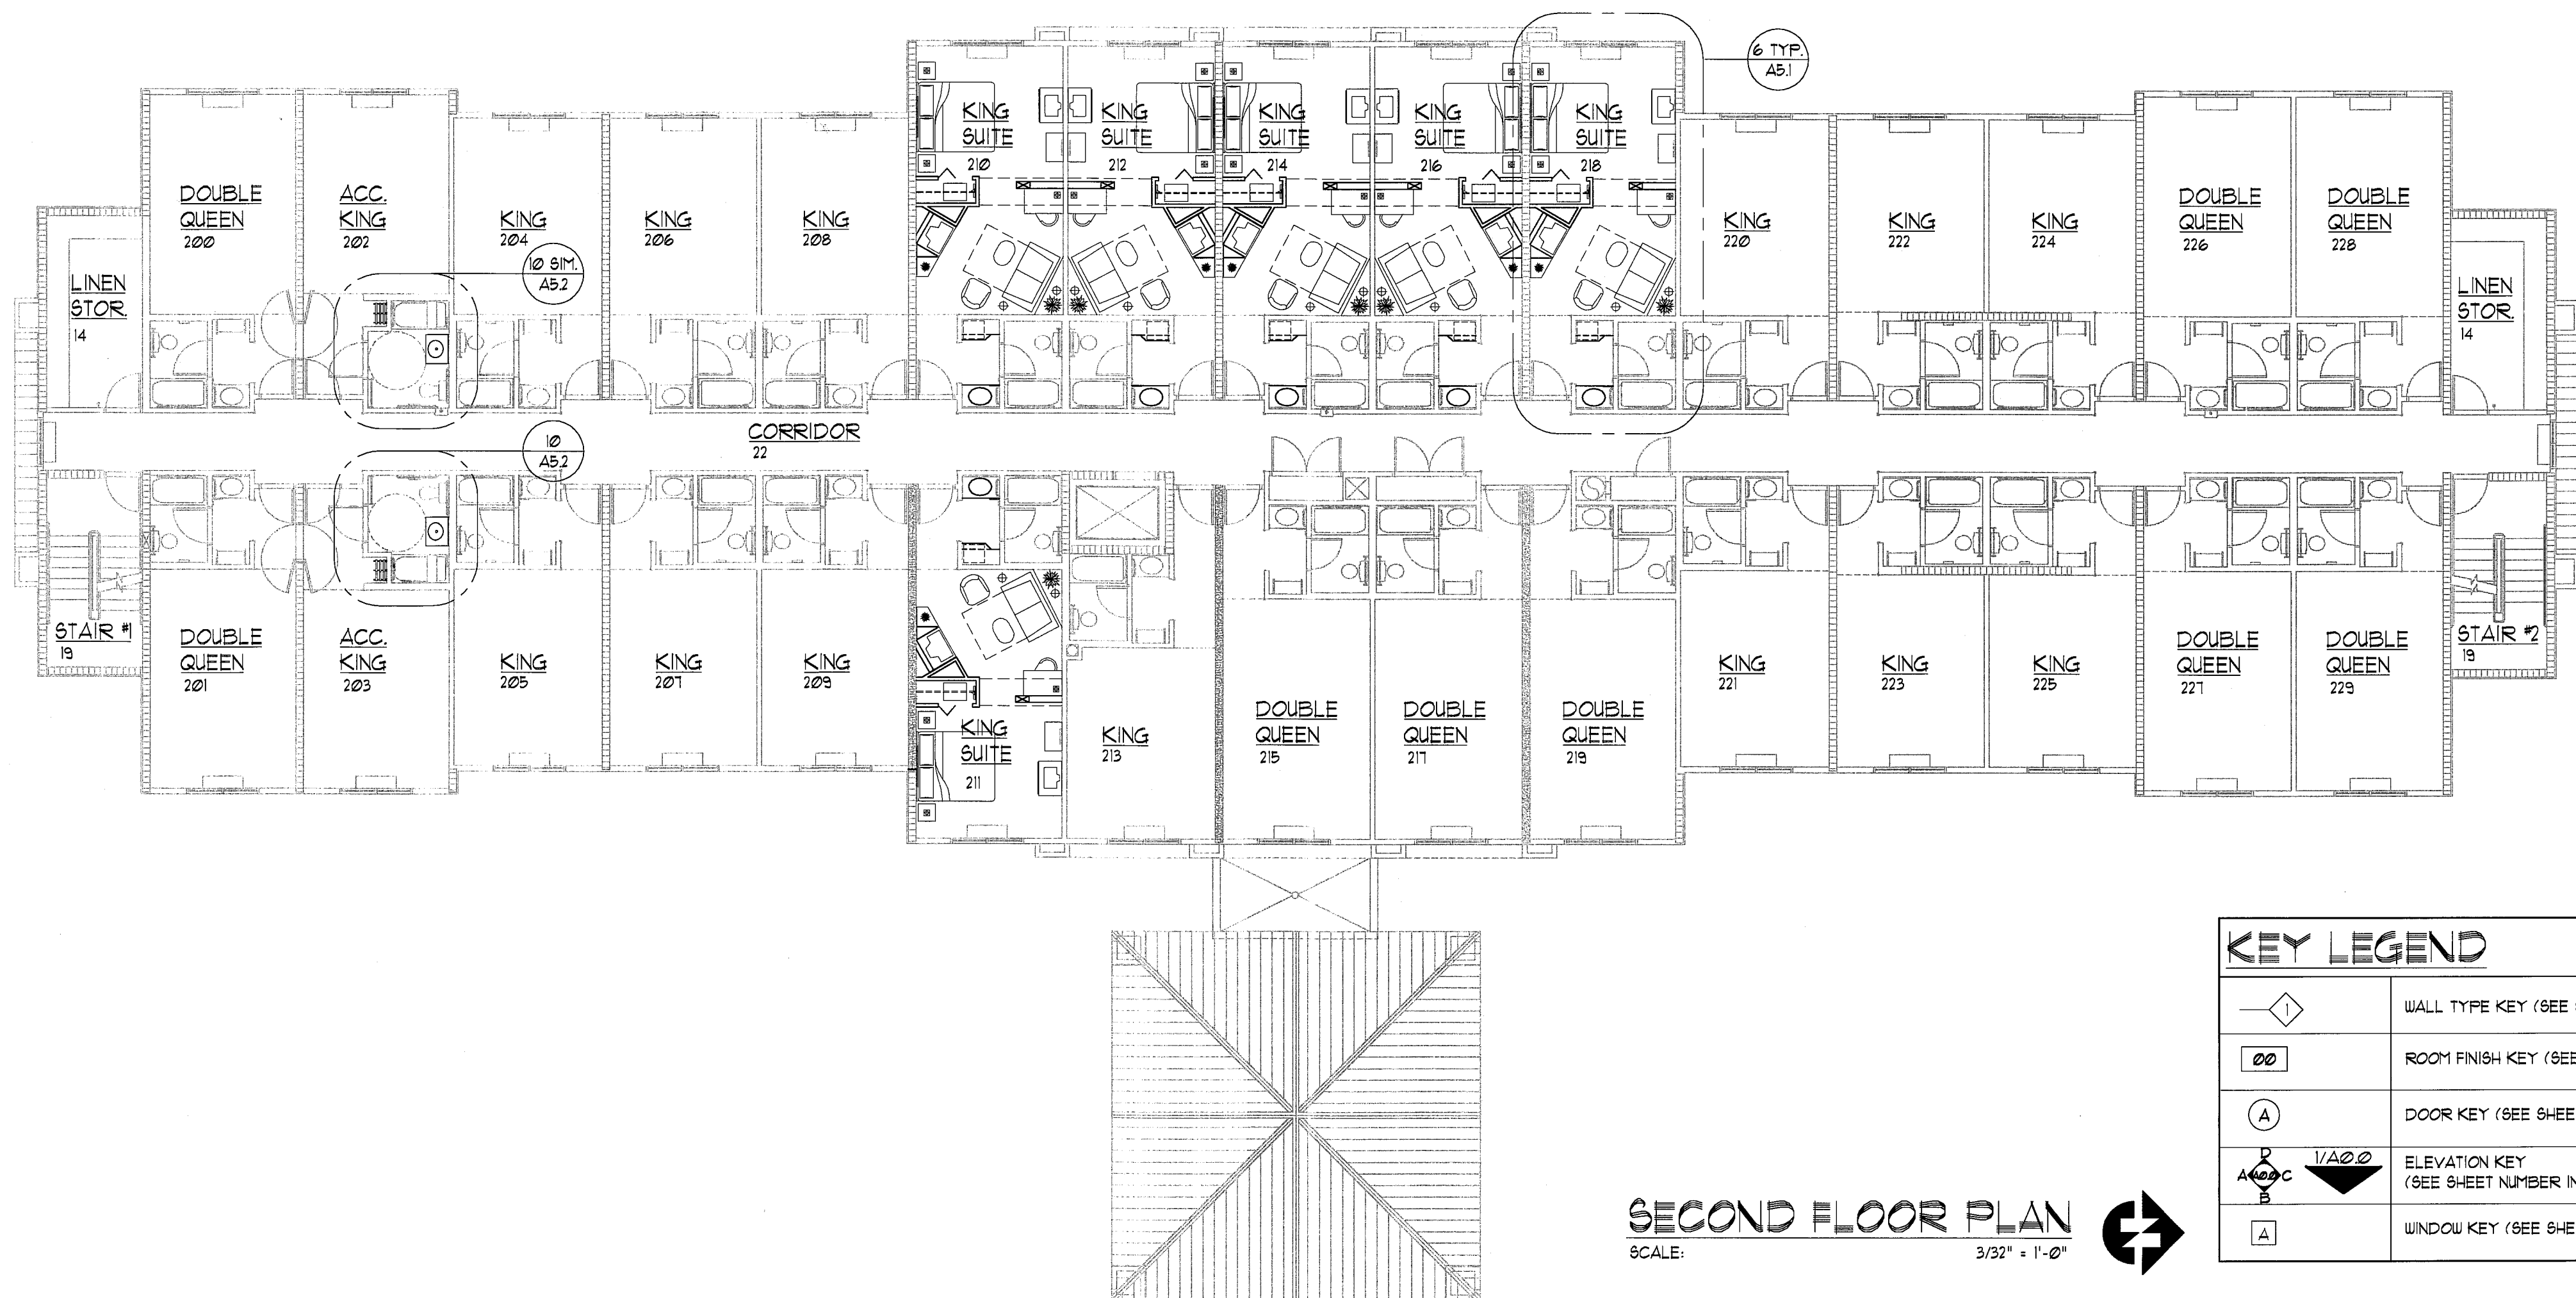 6 TYP.
A5.1
KING
SUITE
210
KING
SUITE
212
KING
SUITE
214
KING
SUITE
216
KING
SUITE
218
DOUBLE
QUEEN
200
ACC.
KING
202
KING
204
KING
206
KING
208
KING
220
KING
222
KING
224
DOUBLE
QUEEN
226
DOUBLE
QUEEN
228
LINEN
STOR.
14
10 SIM.
A5.2
LINEN
STOR.
14
CORRIDOR
22
10
A5.2
STAIR #1
19
DOUBLE
QUEEN
201
ACC.
KING
203
KING
205
KING
207
KING
209
KING
SUITE
211
KING
213
DOUBLE
QUEEN
215
DOUBLE
QUEEN
217
DOUBLE
QUEEN
219
KING
221
KING
223
KING
225
DOUBLE
QUEEN
227
DOUBLE
QUEEN
229
STAIR #2
19
KEY LEGEND
1
WALL TYPE KEY (SEE
00
ROOM FINISH KEY (SEE
A
DOOR KEY (SEE SHEE
D
A A0.0 C
B
1/A0.0
ELEVATION KEY
(SEE SHEET NUMBER IN
A
WINDOW KEY (SEE SHE
SECOND FLOOR PLAN
SCALE: 3/32" = 1'-0"